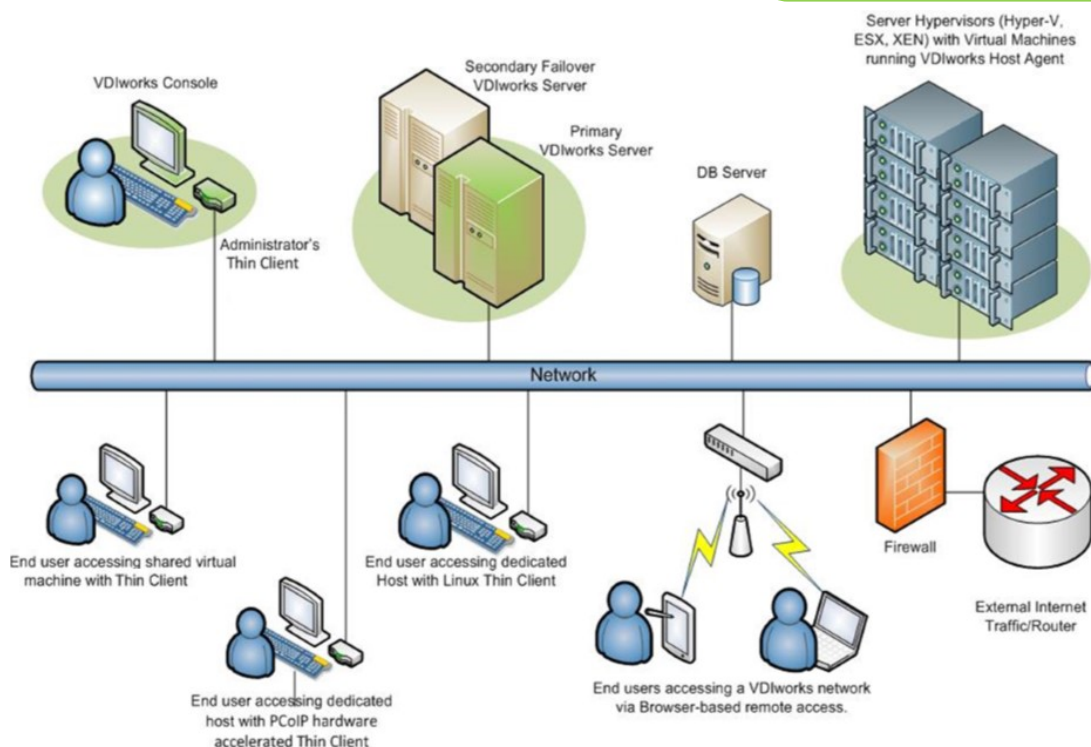 VDIworks Console
Secondary Failover
VDIworks Server
Primary
VDIworks Server
DB Server
Server Hypervisors (Hyper-V,
ESX, XEN) with Virtual Machines
running VDIworks Host Agent
Administrator's
Thin Client
Network
End user accessing shared virtual
machine with Thin Client
End user accessing dedicated
host with PCoIP hardware
accelerated Thin Client
End user accessing dedicated
Host with Linux Thin Client
End users accessing a VDIworks network
via Browser-based remote access.
Firewall
External Internet
Traffic/Router